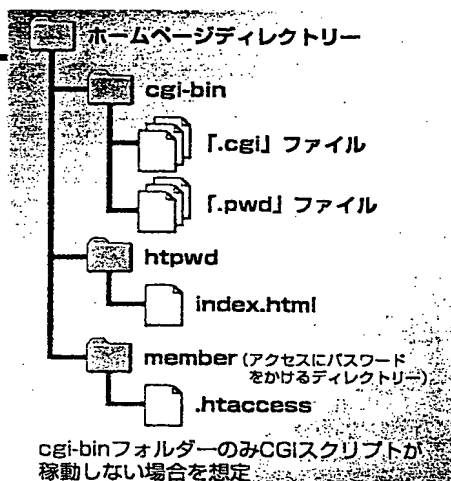 ホームページディレクトリー
cgi-bin
「.cgi」ファイル
「.pwd」ファイル
htpwd
index.html
member(アクセスにパスワード
をかけるディレクトリー)
.htaccess
cgi-binフォルダーのみCGIスクリプトが
稼動しない場合を想定